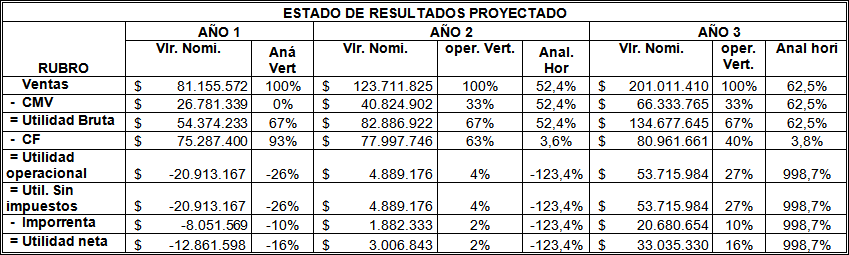 ESTADO DE RESULTADOS PROYECTADO
RUBRO AÑO 1 AÑO 2 AÑO 3
Vlr. Nomi. Aná Vert Vlr. Nomi. oper. Vert. Anal. Hor Vlr. Nomi. oper. Vert. Anal hori
Ventas $ 81.155.572 100% $ 123.711.825 100% 52,4% $ 201.011.410 100% 62,5%
- CMV $ 26.781.339 0% $ 40.824.902 33% 52,4% $ 66.333.765 33% 62,5%
= Utilidad Bruta $ 54.374.233 67% $ 82.886.922 67% 52,4% $ 134.677.645 67% 62,5%
- CF $ 75.287.400 93% $ 77.997.746 63% 3,6% $ 80.961.661 40% 3,8%
= Utilidad operacional $ -20.913.167 -26% $ 4.889.176 4% -123,4% $ 53.715.984 27% 998,7%
= Util. Sin impuestos $ -20.913.167 -26% $ 4.889.176 4% -123,4% $ 53.715.984 27% 998,7%
- Imporrenta $ -8.051.569 -10% $ 1.882.333 2% -123,4% $ 20.680.654 10% 998,7%
= Utilidad neta $ -12.861.598 -16% $ 3.006.843 2% -123,4% $ 33.035.330 16% 998,7%